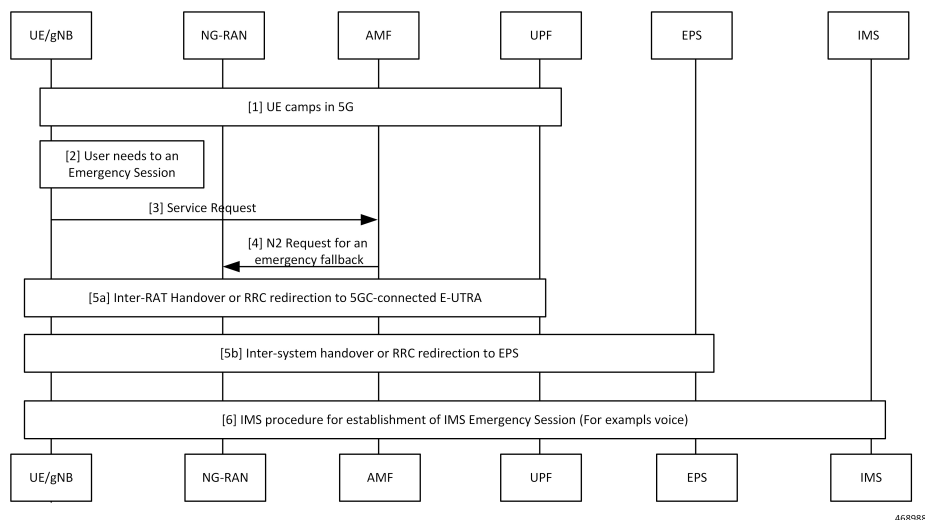 UE/gNB NG-RAN AMF UPF EPS IMS
[1] UE camps in 5G
[2] User needs to an
Emergency Session
[3] Service Request
[4] N2 Request for an
emergency fallback
[5a] Inter-RAT Handover or RRC redirection to 5GC-connected E-UTRA
[5b] Inter-system handover or RRC redirection to EPS
[6] IMS procedure for establishment of IMS Emergency Session (For exampls voice)
UE/gNB NG-RAN AMF UPF EPS IMS
468988